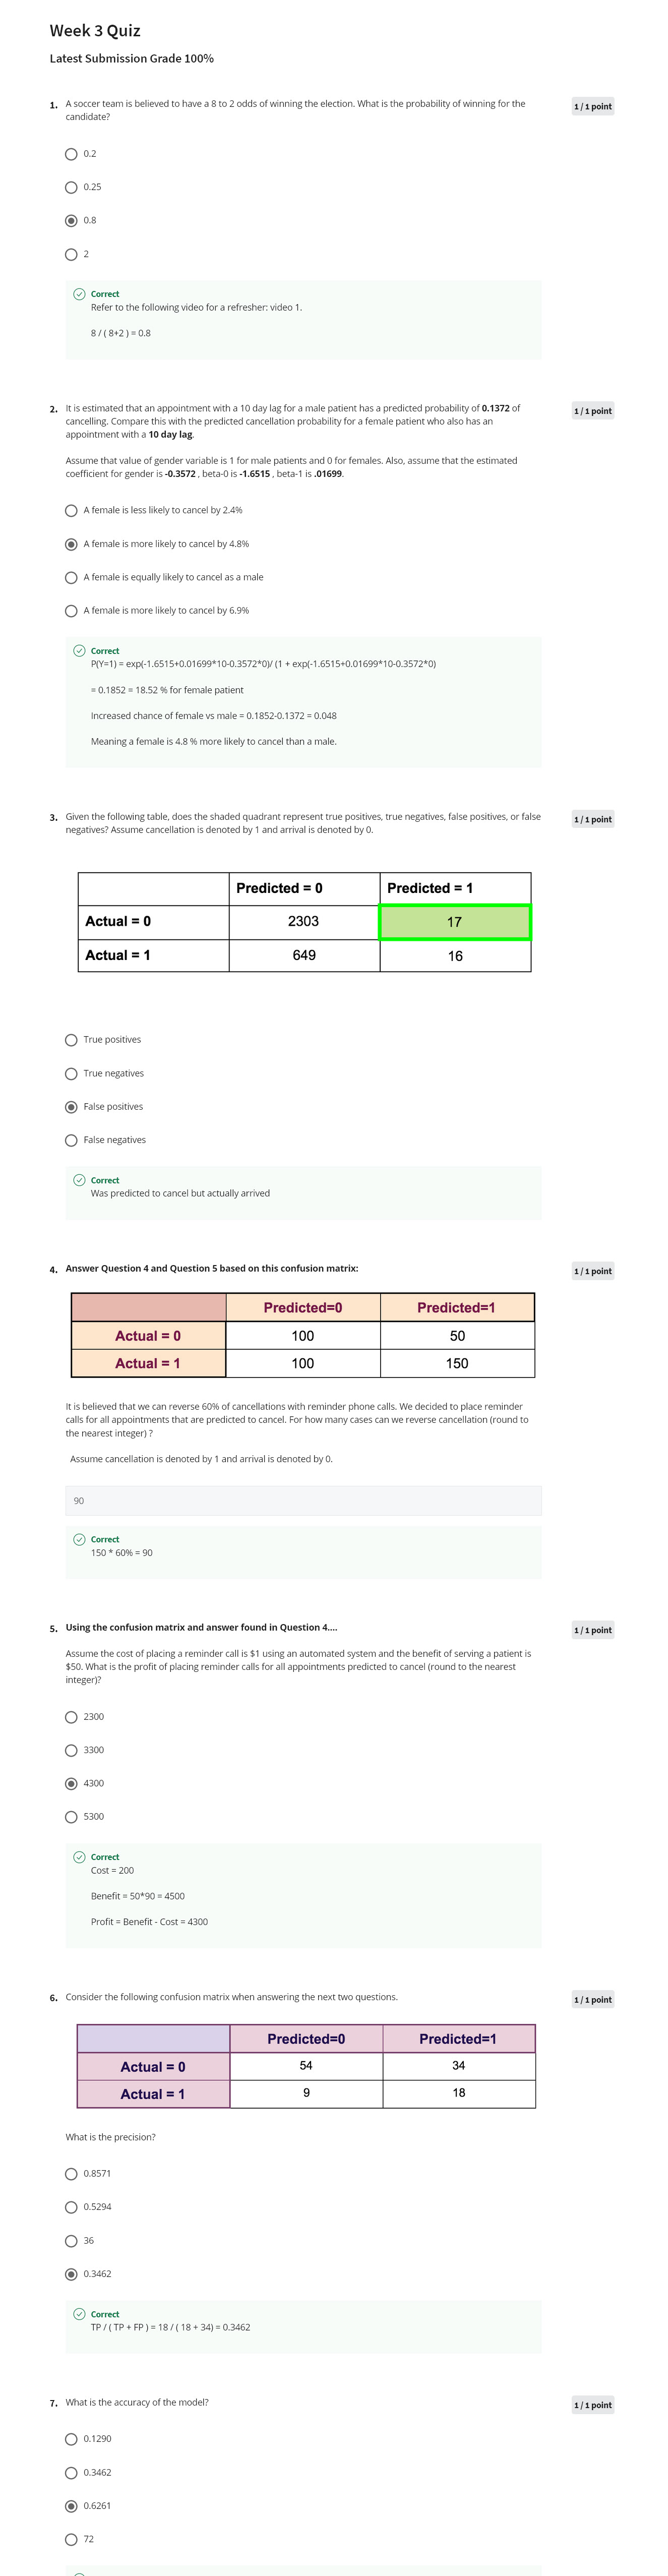 Week 3 Quiz
Latest Submission Grade 100%
1. A soccer team is believed to have a 8 to 2 odds of winning the election. What is the probability of winning for the
candidate?
1 / 1 point
0.2
0.25
0.8
2
Correct
Refer to the following video for a refresher: video 1.
8 / ( 8+2 ) = 0.8
2. It is estimated that an appointment with a 10 day lag for a male patient has a predicted probability of 0.1372 of
cancelling. Compare this with the predicted cancellation probability for a female patient who also has an
appointment with a 10 day lag.
1 / 1 point
Assume that value of gender variable is 1 for male patients and 0 for females. Also, assume that the estimated
coefficient for gender is -0.3572 , beta-0 is -1.6515 , beta-1 is .01699.
A female is less likely to cancel by 2.4%
A female is more likely to cancel by 4.8%
A female is equally likely to cancel as a male
A female is more likely to cancel by 6.9%
Correct
P(Y=1) = exp(-1.6515+0.01699*10-0.3572*0)/ (1 + exp(-1.6515+0.01699*10-0.3572*0)
= 0.1852 = 18.52 % for female patient
Increased chance of female vs male = 0.1852-0.1372 = 0.048
Meaning a female is 4.8 % more likely to cancel than a male.
3. Given the following table, does the shaded quadrant represent true positives, true negatives, false positives, or false
negatives? Assume cancellation is denoted by 1 and arrival is denoted by 0.
1 / 1 point
Predicted = 0 Predicted = 1
Actual = 0 2303 17
Actual = 1 649 16
True positives
True negatives
False positives
False negatives
Correct
Was predicted to cancel but actually arrived
4. Answer Question 4 and Question 5 based on this confusion matrix:
1 / 1 point
Predicted=0 Predicted=1
Actual = 0 100 50
Actual = 1 100 150
It is believed that we can reverse 60% of cancellations with reminder phone calls. We decided to place reminder
calls for all appointments that are predicted to cancel. For how many cases can we reverse cancellation (round to
the nearest integer) ?
Assume cancellation is denoted by 1 and arrival is denoted by 0.
90
Correct
150 * 60% = 90
5. Using the confusion matrix and answer found in Question 4....
1 / 1 point
Assume the cost of placing a reminder call is $1 using an automated system and the benefit of serving a patient is
$50. What is the profit of placing reminder calls for all appointments predicted to cancel (round to the nearest
integer)?
2300
3300
4300
5300
Correct
Cost = 200
Benefit = 50*90 = 4500
Profit = Benefit - Cost = 4300
6. Consider the following confusion matrix when answering the next two questions.
1 / 1 point
Predicted=0 Predicted=1
Actual = 0 54 34
Actual = 1 9 18
What is the precision?
0.8571
0.5294
36
0.3462
Correct
TP / ( TP + FP ) = 18 / ( 18 + 34) = 0.3462
7. What is the accuracy of the model?
1 / 1 point
0.1290
0.3462
0.6261
72